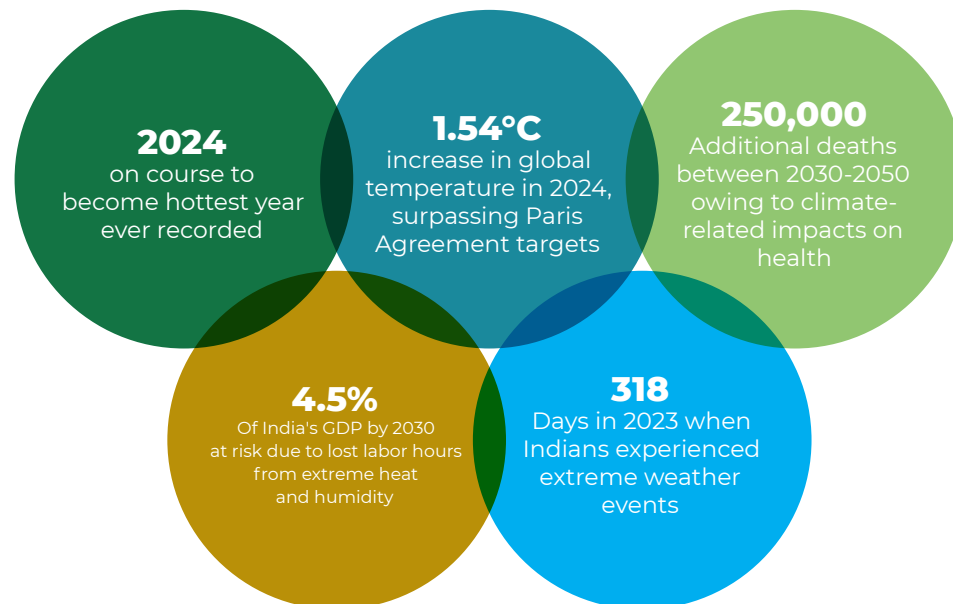 2024
on course to
become hottest year
ever recorded
1.54°C
increase in global
temperature in 2024,
surpassing Paris
Agreement targets
250,000
Additional deaths
between 2030-2050
owing to climate-
related impacts on
health
4.5%
Of India's GDP by 2030
at risk due to lost labor hours
from extreme heat
and humidity
318
Days in 2023 when
Indians experienced
extreme weather
events